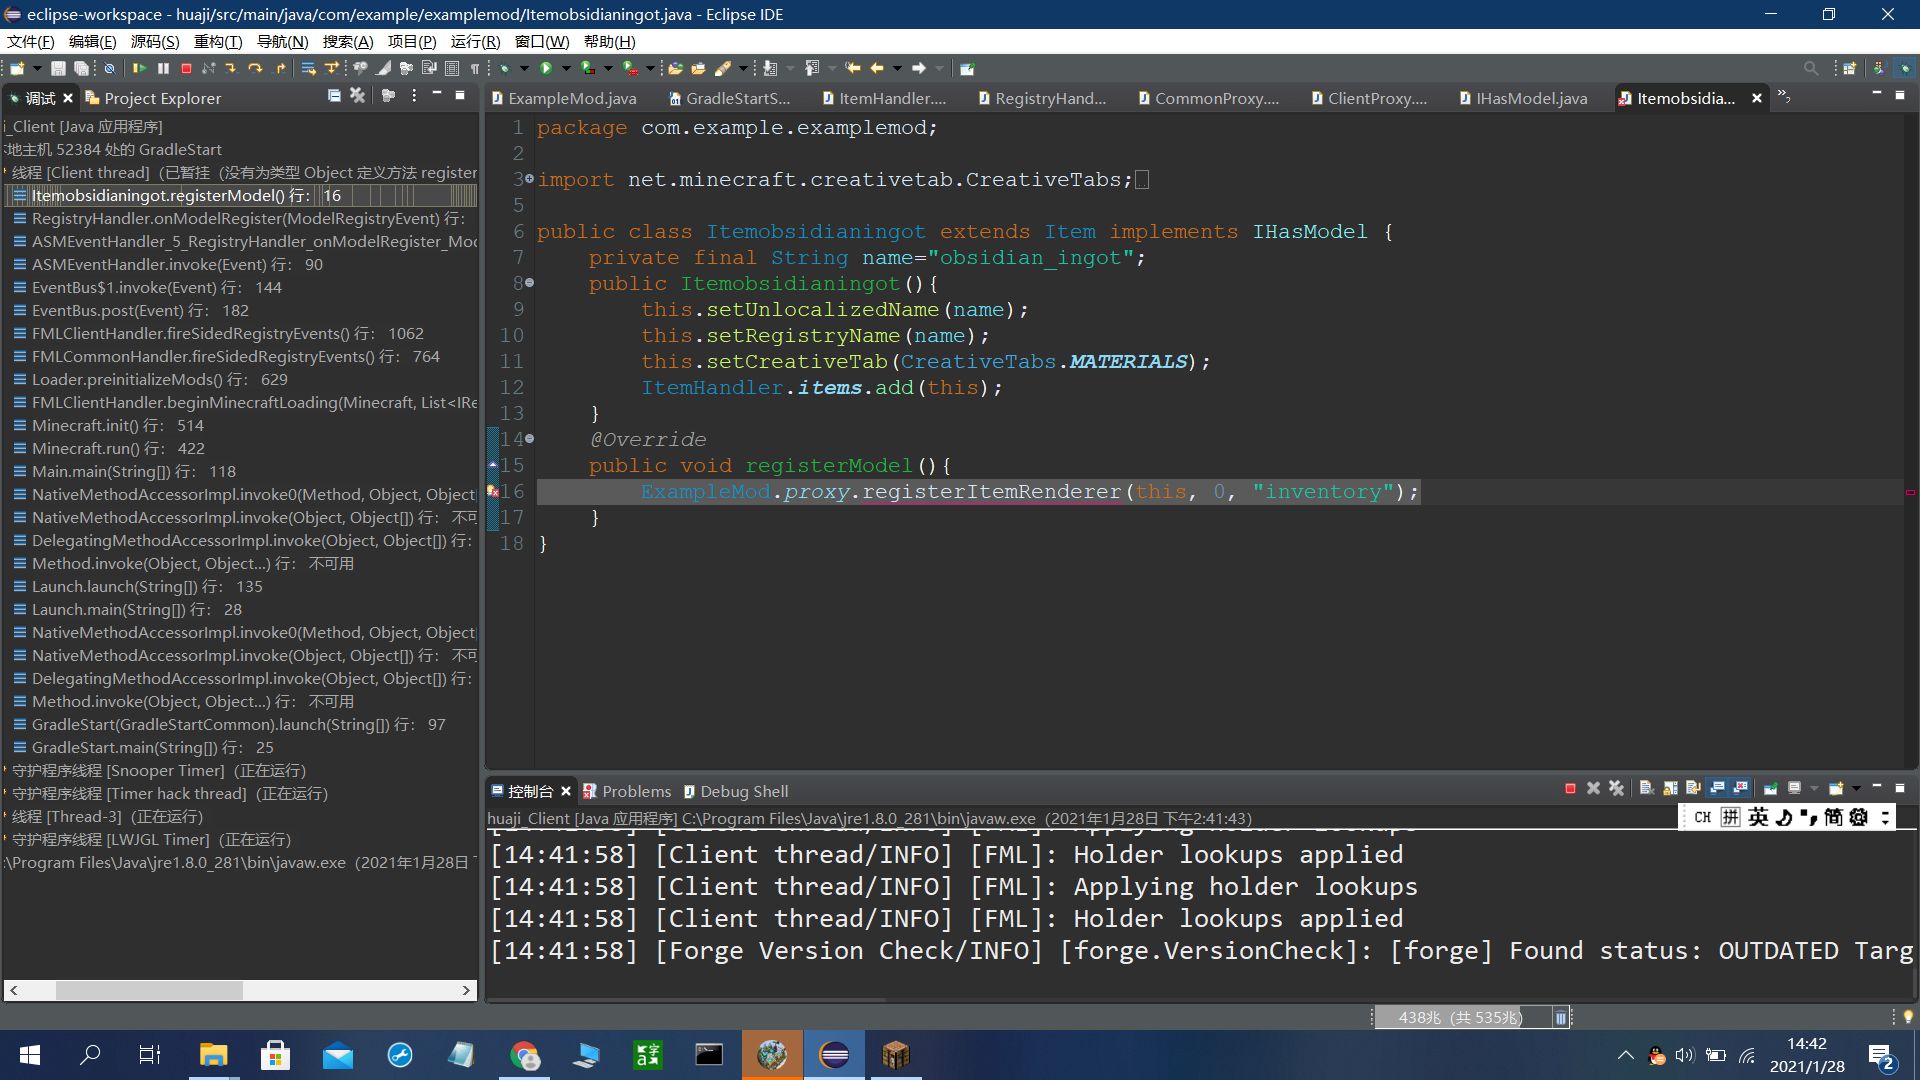 eclipse-workspace - huaji/src/main/java/com/example/examplemod/Itemobsidianingot.java - Eclipse IDE
文件(F) 编辑(E) 源码(S) 重构(T) 导航(N) 搜索(A) 项目(P) 运行(R) 窗口(W) 帮助(H)
调试 Project Explorer
i_Client [Java 应用程序]
地主机 52384 处的 GradleStart
线程 [Client thread]（已暂挂（没有为类型 Object 定义方法 register
Itemobsidianingot.registerModel() 行： 16
RegistryHandler.onModelRegister(ModelRegistryEvent) 行：
ASMEventHandler_5_RegistryHandler_onModelRegister_Mod
ASMEventHandler.invoke(Event) 行： 90
EventBus$1.invoke(Event) 行： 144
EventBus.post(Event) 行： 182
FMLClientHandler.fireSidedRegistryEvents() 行： 1062
FMLCommonHandler.fireSidedRegistryEvents() 行： 764
Loader.preinitializeMods() 行： 629
FMLClientHandler.beginMinecraftLoading(Minecraft, List<IRe
Minecraft.init() 行： 514
Minecraft.run() 行： 422
Main.main(String[]) 行： 118
NativeMethodAccessorImpl.invoke0(Method, Object, Object
NativeMethodAccessorImpl.invoke(Object, Object[]) 行： 不可
DelegatingMethodAccessorImpl.invoke(Object, Object[]) 行：
Method.invoke(Object, Object...) 行： 不可用
Launch.launch(String[]) 行： 135
Launch.main(String[]) 行： 28
NativeMethodAccessorImpl.invoke0(Method, Object, Object
NativeMethodAccessorImpl.invoke(Object, Object[]) 行： 不可
DelegatingMethodAccessorImpl.invoke(Object, Object[]) 行：
Method.invoke(Object, Object...) 行： 不可用
GradleStart(GradleStartCommon).launch(String[]) 行： 97
GradleStart.main(String[]) 行： 25
守护程序线程 [Snooper Timer]（正在运行）
守护程序线程 [Timer hack thread]（正在运行）
线程 [Thread-3]（正在运行）
守护程序线程 [LWJGL Timer]（正在运行）
:\Program Files\Java\jre1.8.0_281\bin\javaw.exe（2021年1月28日
ExampleMod.java GradleStartS... ItemHandler.... RegistryHand... CommonProxy.... ClientProxy.... IHasModel.java Itemobsidia... »2
1 package com.example.examplemod;
2
3 import net.minecraft.creativetab.CreativeTabs;
5
6 public class Itemobsidianingot extends Item implements IHasModel {
7 private final String name="obsidian_ingot";
8 public Itemobsidianingot(){
9 this.setUnlocalizedName(name);
10 this.setRegistryName(name);
11 this.setCreativeTab(CreativeTabs.MATERIALS);
12 ItemHandler.items.add(this);
13 }
14 @Override
15 public void registerModel(){
16 ExampleMod.proxy.registerItemRenderer(this, 0, "inventory");
17 }
18 }
控制台 Problems Debug Shell
huaji_Client [Java 应用程序] C:\Program Files\Java\jre1.8.0_281\bin\javaw.exe（2021年1月28日 下午2:41:43）
CH 拼 英 简
[14:41:58] [Client thread/INFO] [FML]: Applying holder lookups
[14:41:58] [Client thread/INFO] [FML]: Holder lookups applied
[14:41:58] [Client thread/INFO] [FML]: Applying holder lookups
[14:41:58] [Client thread/INFO] [FML]: Holder lookups applied
[14:41:58] [Forge Version Check/INFO] [forge.VersionCheck]: [forge] Found status: OUTDATED Targ
438兆（共 535兆）
14:42
2021/1/28
2